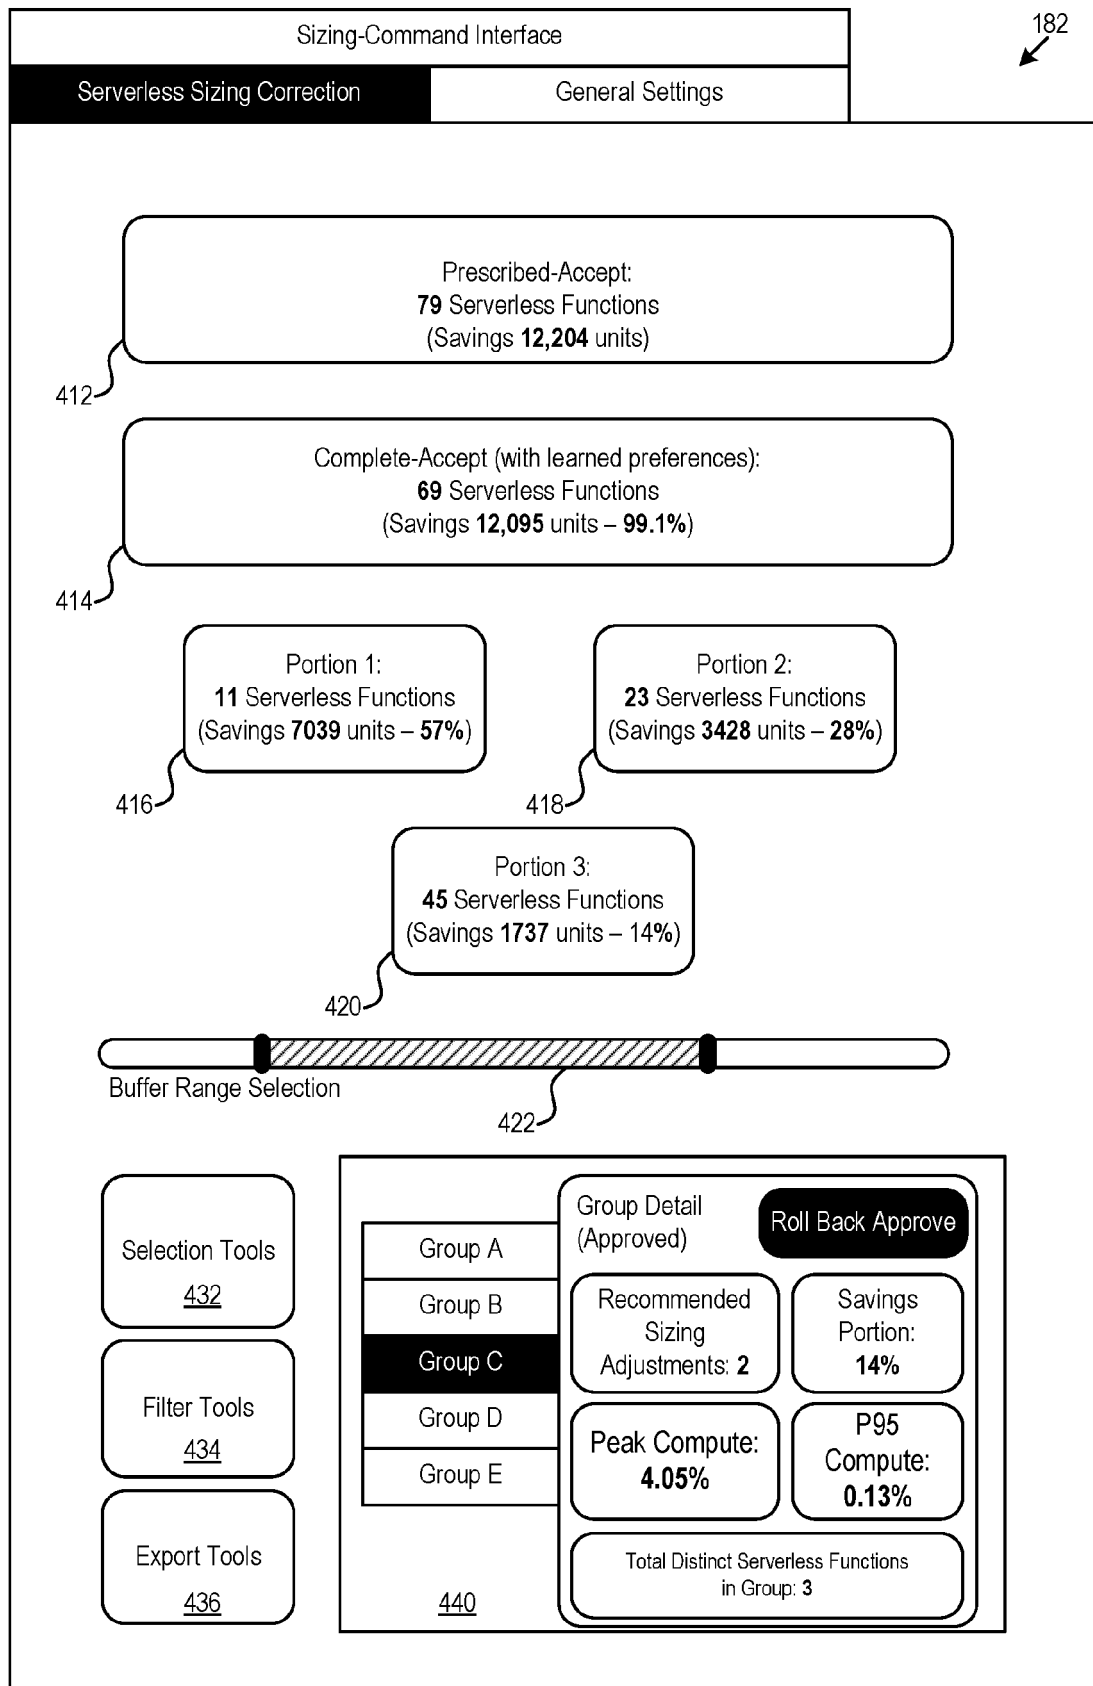 182
Sizing-Command Interface
Serverless Sizing Correction
General Settings
Prescribed-Accept:
79 Serverless Functions
(Savings 12,204 units)
412
Complete-Accept (with learned preferences):
69 Serverless Functions
(Savings 12,095 units – 99.1%)
414
Portion 1:
11 Serverless Functions
(Savings 7039 units – 57%)
416
Portion 2:
23 Serverless Functions
(Savings 3428 units – 28%)
418
Portion 3:
45 Serverless Functions
(Savings 1737 units – 14%)
420
Buffer Range Selection
422
Selection Tools
432
Filter Tools
434
Export Tools
436
Group A
Group B
Group C
Group D
Group E
440
Group Detail
(Approved)
Roll Back Approve
Recommended
Sizing
Adjustments: 2
Savings
Portion:
14%
Peak Compute:
4.05%
P95
Compute:
0.13%
Total Distinct Serverless Functions
in Group: 3